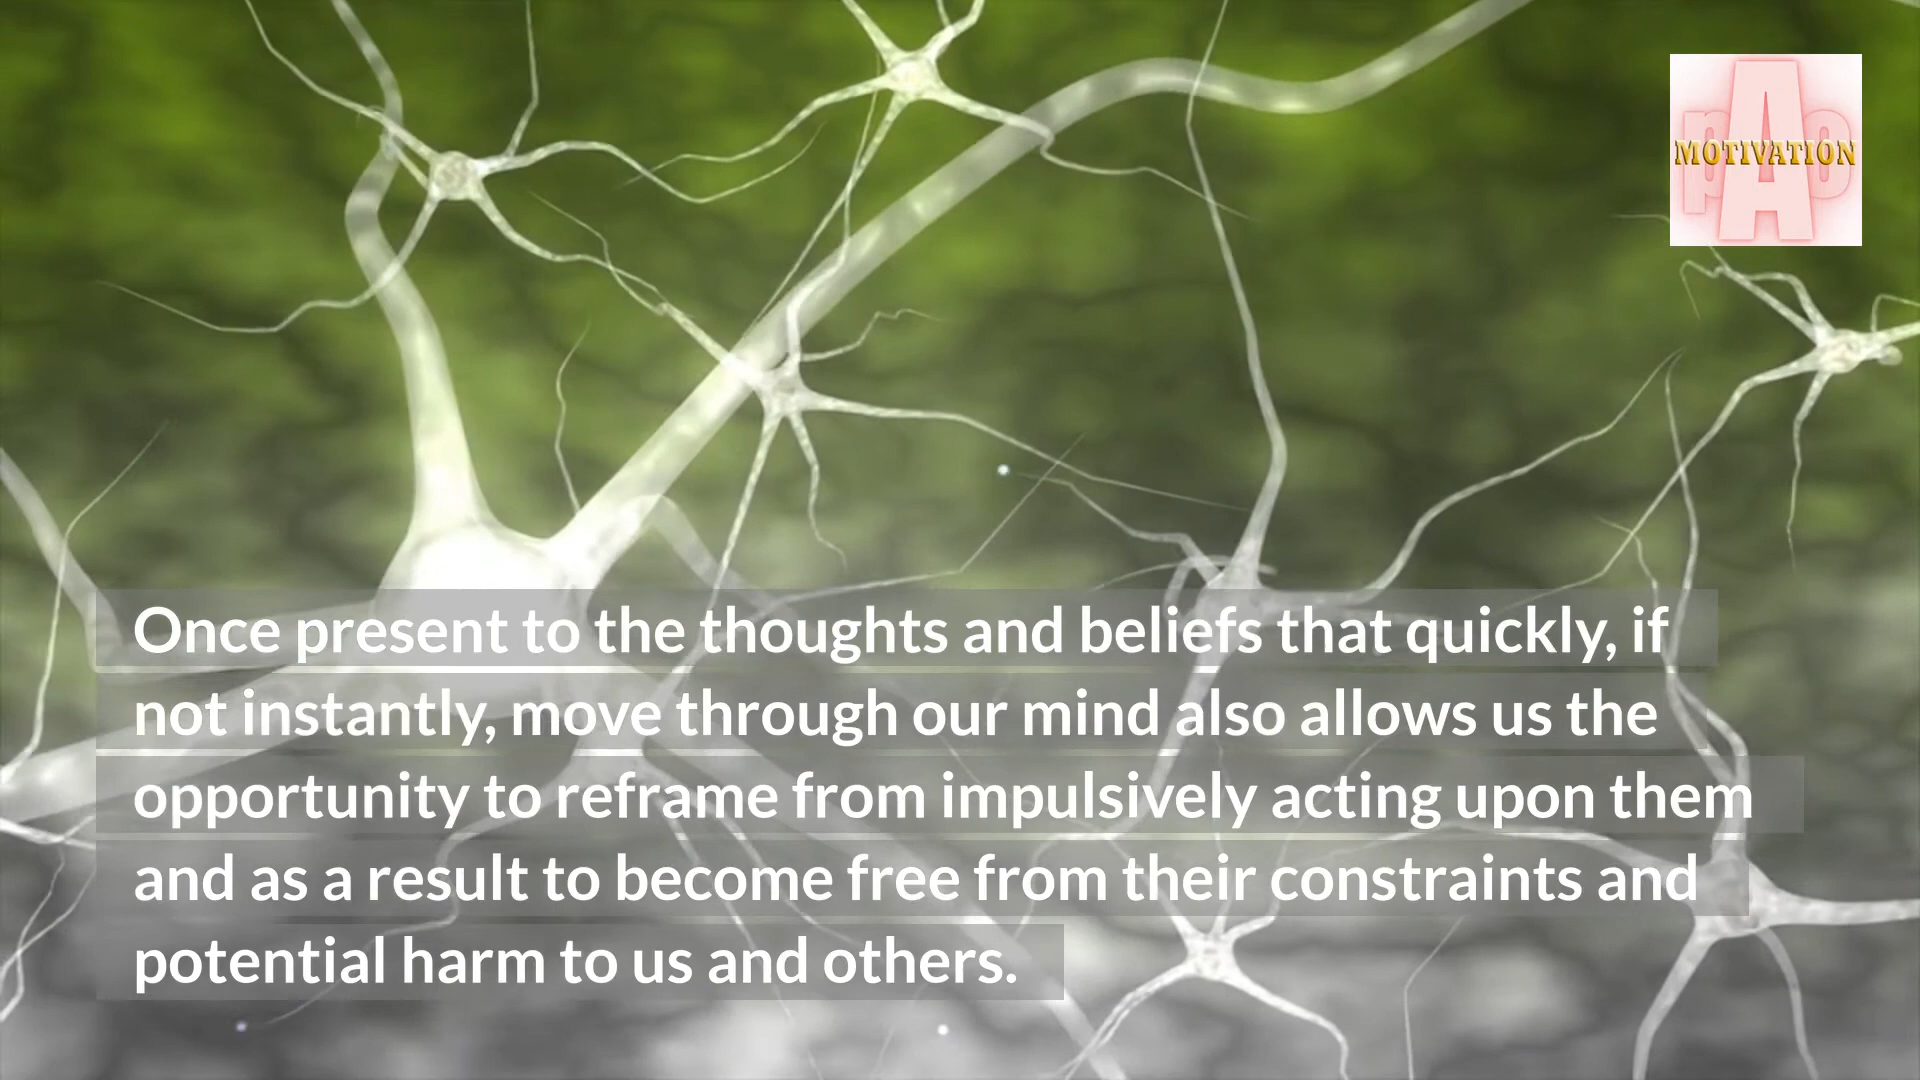 pAo
MOTIVATION
Once present to the thoughts and beliefs that quickly, if
not instantly, move through our mind also allows us the
opportunity to reframe from impulsively acting upon them
and as a result to become free from their constraints and
potential harm to us and others.